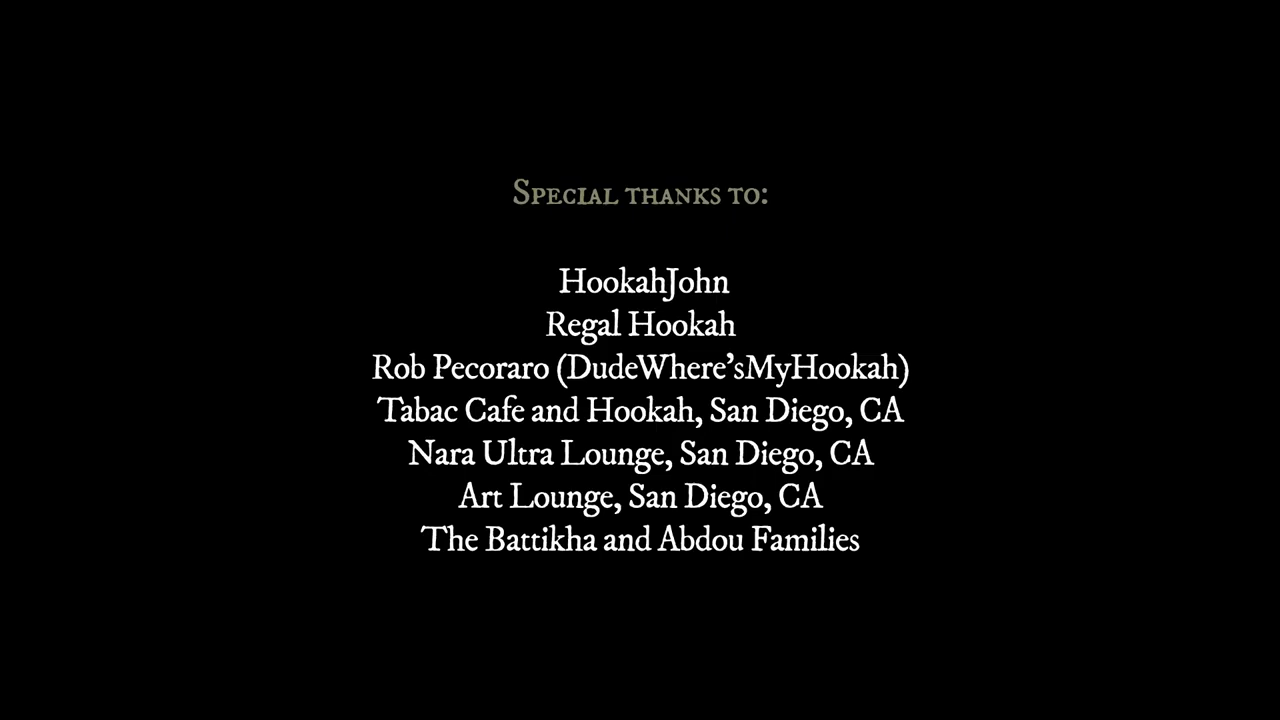 Special thanks to:
HookahJohn
Regal Hookah
Rob Pecoraro (DudeWhere’sMyHookah)
Tabac Cafe and Hookah, San Diego, CA
Nara Ultra Lounge, San Diego, CA
Art Lounge, San Diego, CA
The Battikha and Abdou Families